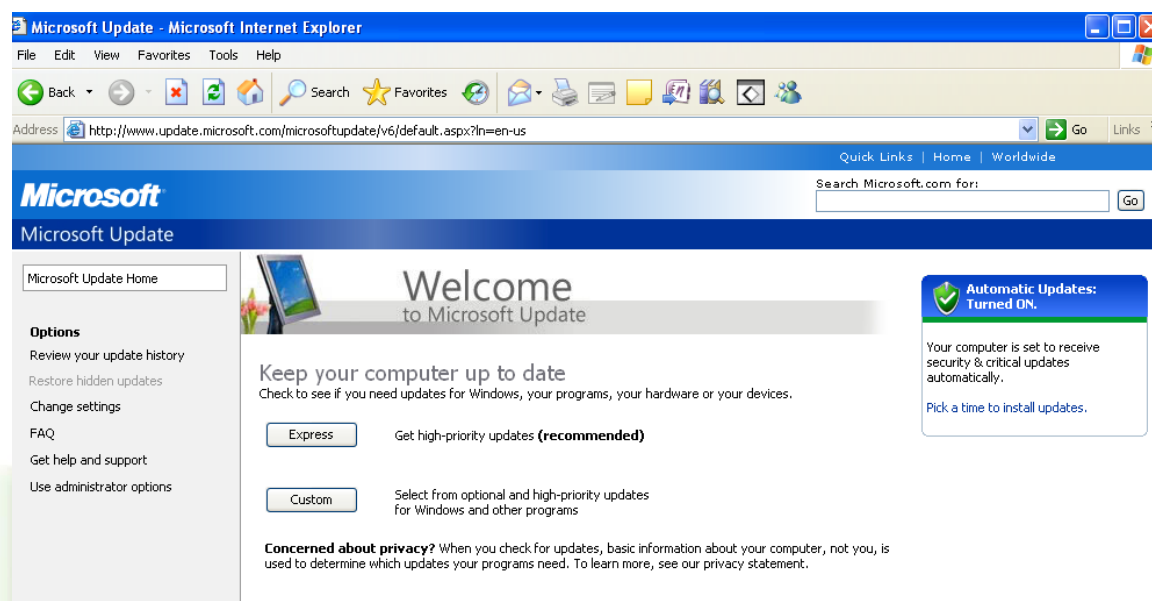 Microsoft Update - Microsoft Internet Explorer
File Edit View Favorites Tools Help
Back Search Favorites
Address http://www.update.microsoft.com/microsoftupdate/v6/default.aspx?ln=en-us Go Links
Quick Links | Home | Worldwide
Microsoft
Search Microsoft.com for:
Go
Microsoft Update
Microsoft Update Home
Options
Review your update history
Restore hidden updates
Change settings
FAQ
Get help and support
Use administrator options
Welcome
to Microsoft Update
Keep your computer up to date
Check to see if you need updates for Windows, your programs, your hardware or your devices.
Express Get high-priority updates (recommended)
Custom Select from optional and high-priority updates
for Windows and other programs
Concerned about privacy? When you check for updates, basic information about your computer, not you, is
used to determine which updates your programs need. To learn more, see our privacy statement.
Automatic Updates:
Turned ON.
Your computer is set to receive
security & critical updates
automatically.
Pick a time to install updates.